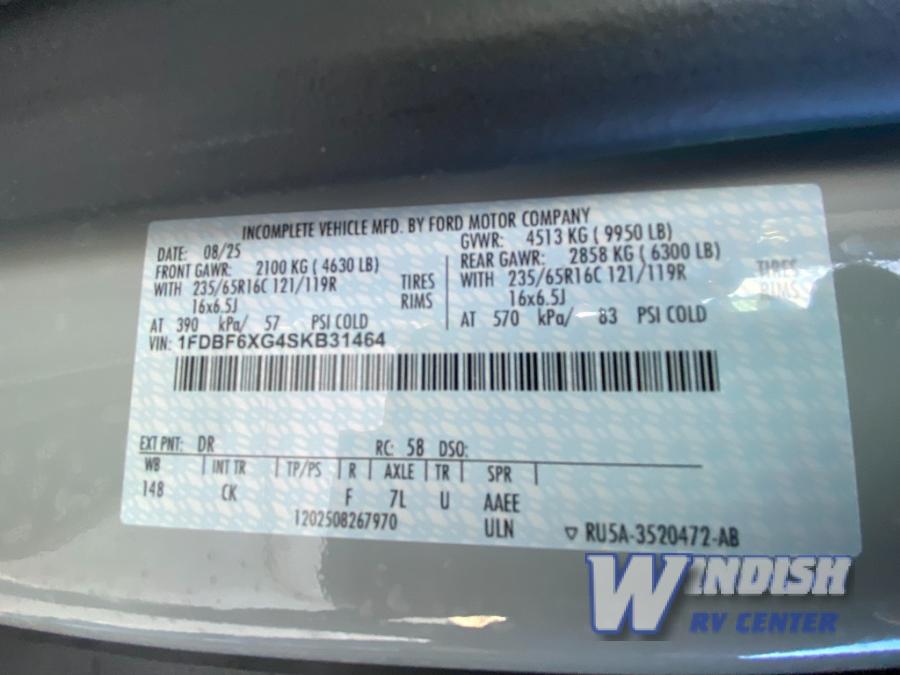 INCOMPLETE VEHICLE MFD. BY FORD MOTOR COMPANY
DATE: 08/25 GVWR: 4513 KG ( 9950 LB)
FRONT GAWR: 2100 KG ( 4630 LB) REAR GAWR: 2858 KG ( 6300 LB)
WITH 235/65R16C 121/119R TIRES WITH 235/65R16C 121/119R TIRES
16x6.5J RIMS 16x6.5J RIMS
AT 390 kPa/ 57 PSI COLD AT 570 kPa/ 83 PSI COLD
VIN: 1FDBF6XG4SKB31464
EXT PNT: DR RC: 58 DSO:
WB INT TR TP/PS R AXLE TR SPR
148 CK F 7L U AAEE
1202508267970 ULN RU5A-3520472-AB
WINDISH
RV CENTER